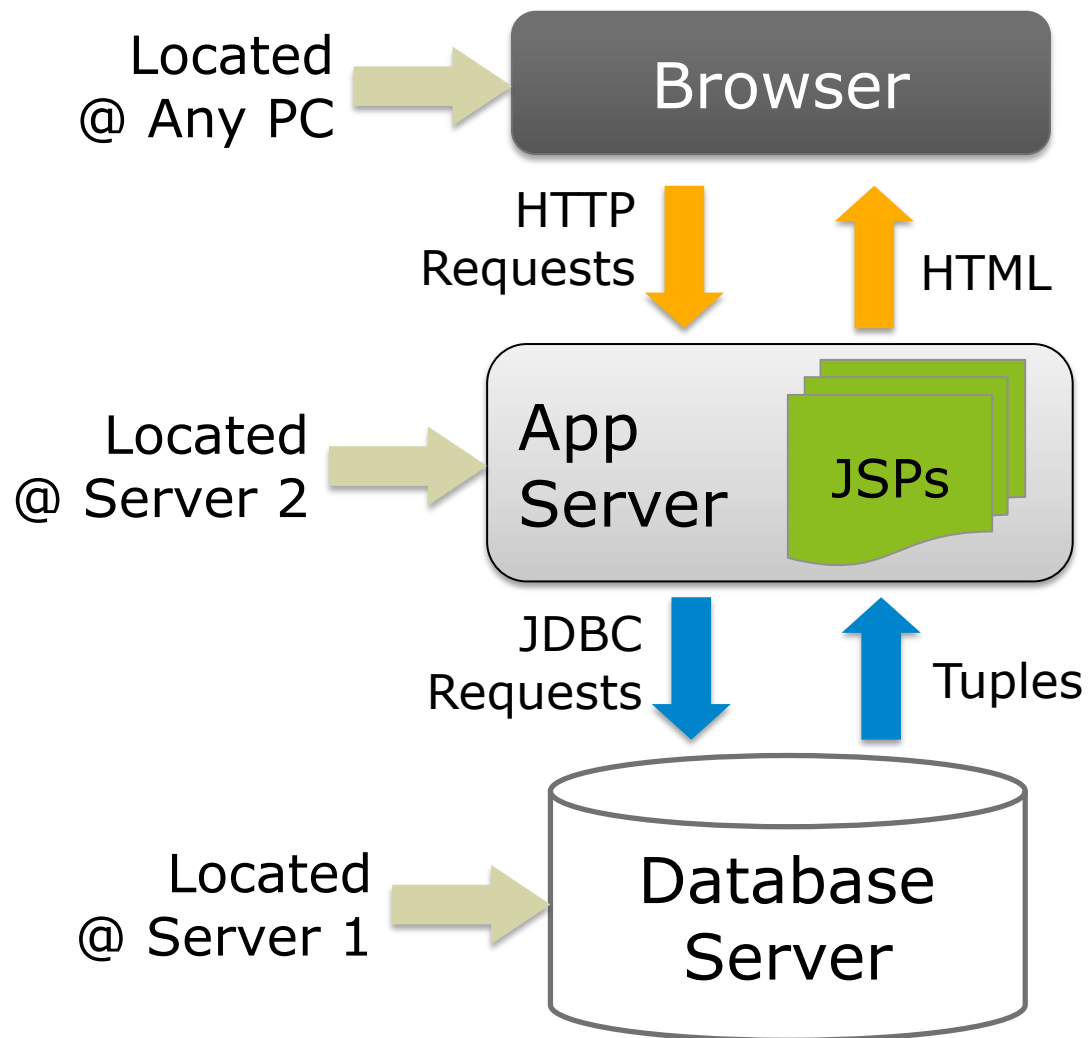 Located
@ Any PC
Browser
HTTP
Requests
HTML
Located
@ Server 2
App
Server
JSPs
JDBC
Requests
Tuples
Located
@ Server 1
Database
Server